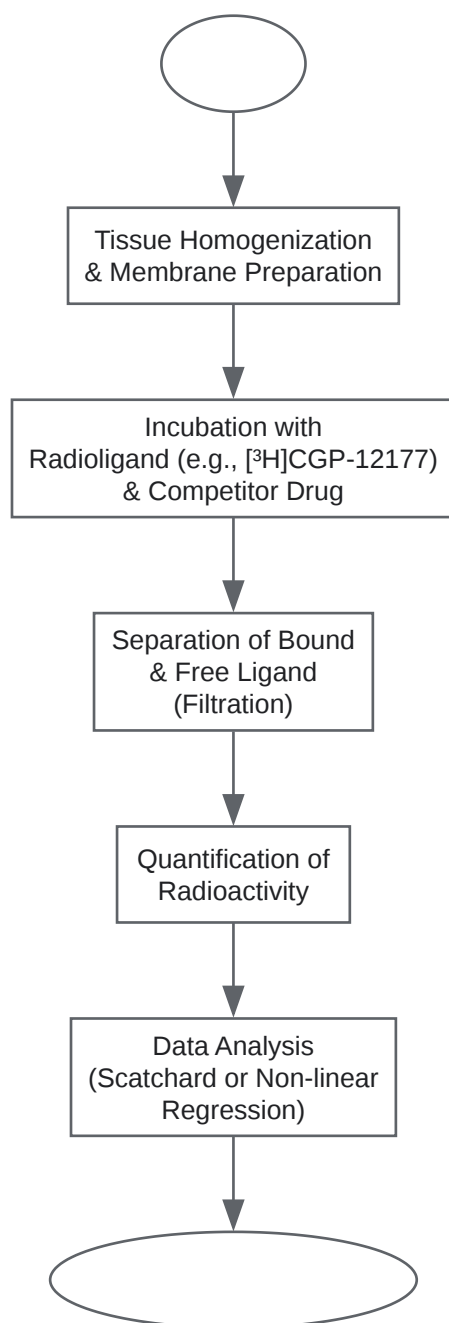 Tissue Homogenization
& Membrane Preparation
Incubation with
Radioligand (e.g., [³H]CGP-12177)
& Competitor Drug
Separation of Bound
& Free Ligand
(Filtration)
Quantification of
Radioactivity
Data Analysis
(Scatchard or Non-linear
Regression)